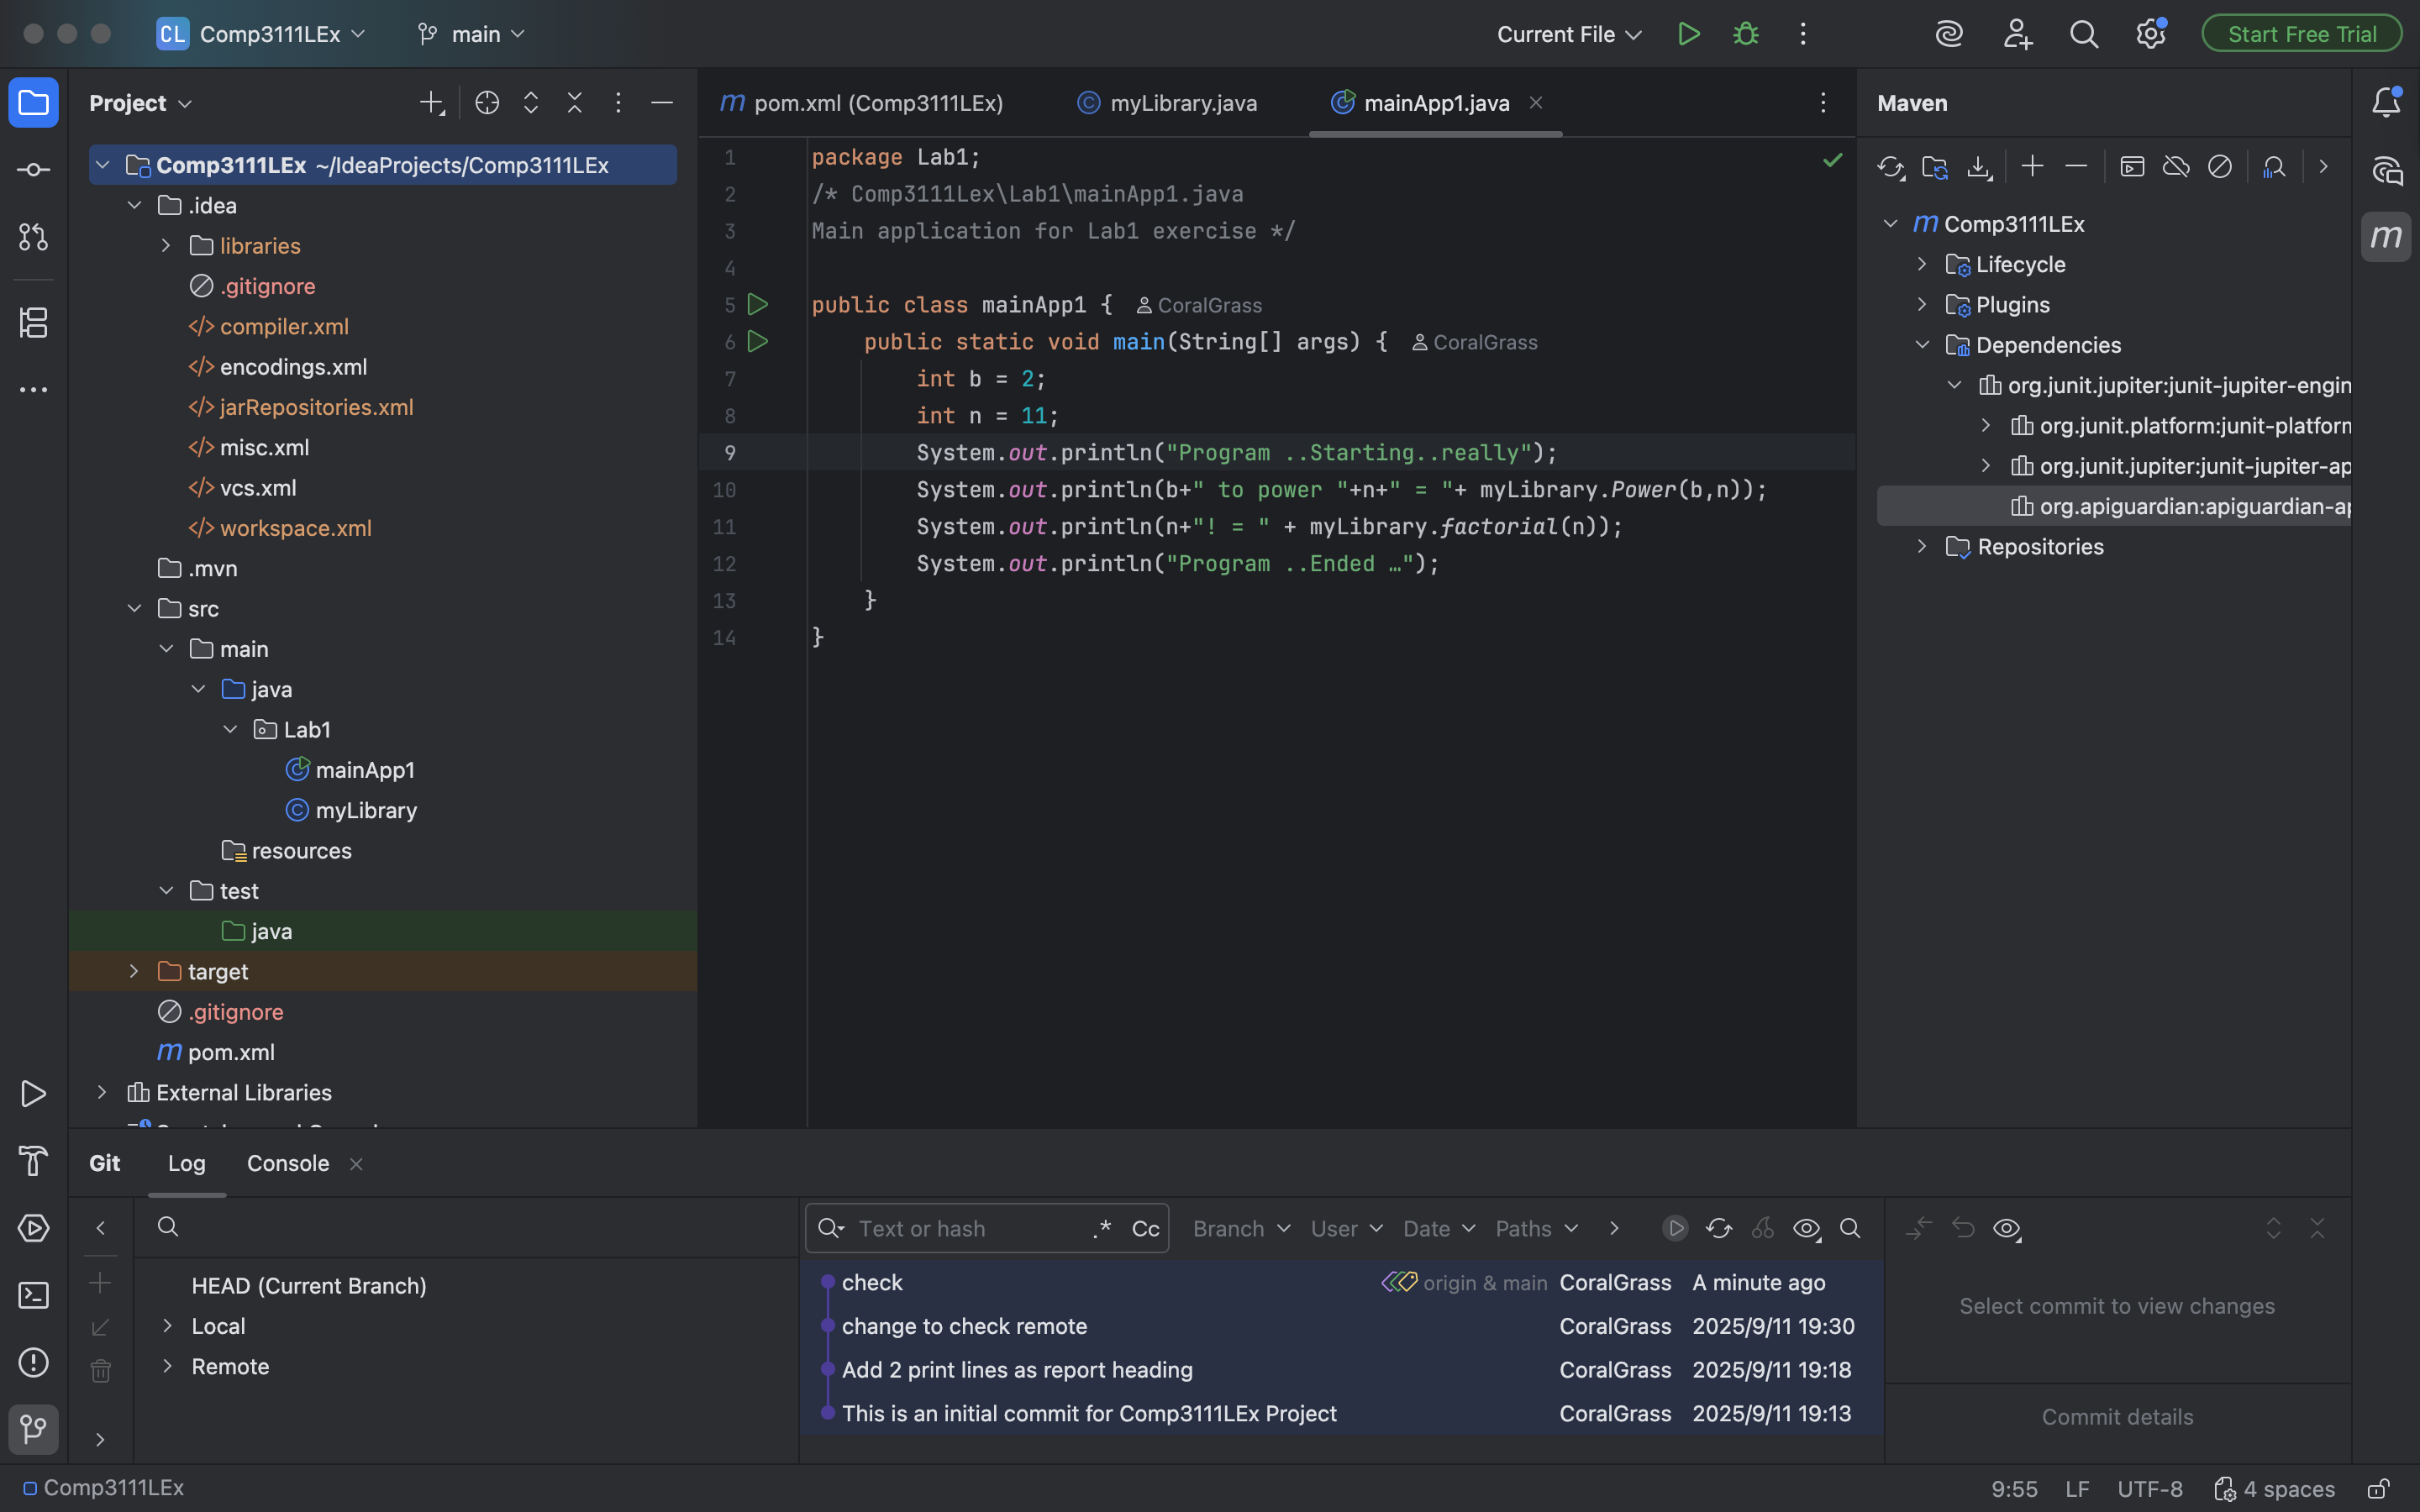 CL Comp3111LEx main Current File Start Free Trial
Project
Comp3111LEx ~/IdeaProjects/Comp3111LEx
.idea
libraries
.gitignore
compiler.xml
encodings.xml
jarRepositories.xml
misc.xml
vcs.xml
workspace.xml
.mvn
src
main
java
Lab1
mainApp1
myLibrary
resources
test
java
target
.gitignore
m pom.xml
External Libraries
m pom.xml (Comp3111LEx) myLibrary.java mainApp1.java
1 package Lab1;
2 /* Comp3111Lex\Lab1\mainApp1.java
3 Main application for Lab1 exercise */
4
5 public class mainApp1 { CoralGrass
6 public static void main(String[] args) { CoralGrass
7 int b = 2;
8 int n = 11;
9 System.out.println("Program ..Starting..really");
10 System.out.println(b+" to power "+n+" = "+ myLibrary.Power(b,n));
11 System.out.println(n+"! = " + myLibrary.factorial(n));
12 System.out.println("Program ..Ended …");
13 }
14 }
Maven
m Comp3111LEx
Lifecycle
Plugins
Dependencies
org.junit.jupiter:junit-jupiter-engin
org.junit.platform:junit-platform
org.junit.jupiter:junit-jupiter-ap
org.apiguardian:apiguardian-ap
Repositories
m
Git Log Console
HEAD (Current Branch)
Local
Remote
Text or hash .* Cc Branch User Date Paths
check origin & main CoralGrass A minute ago
change to check remote CoralGrass 2025/9/11 19:30
Add 2 print lines as report heading CoralGrass 2025/9/11 19:18
This is an initial commit for Comp3111LEx Project CoralGrass 2025/9/11 19:13
Select commit to view changes
Commit details
Comp3111LEx 9:55 LF UTF-8 4 spaces